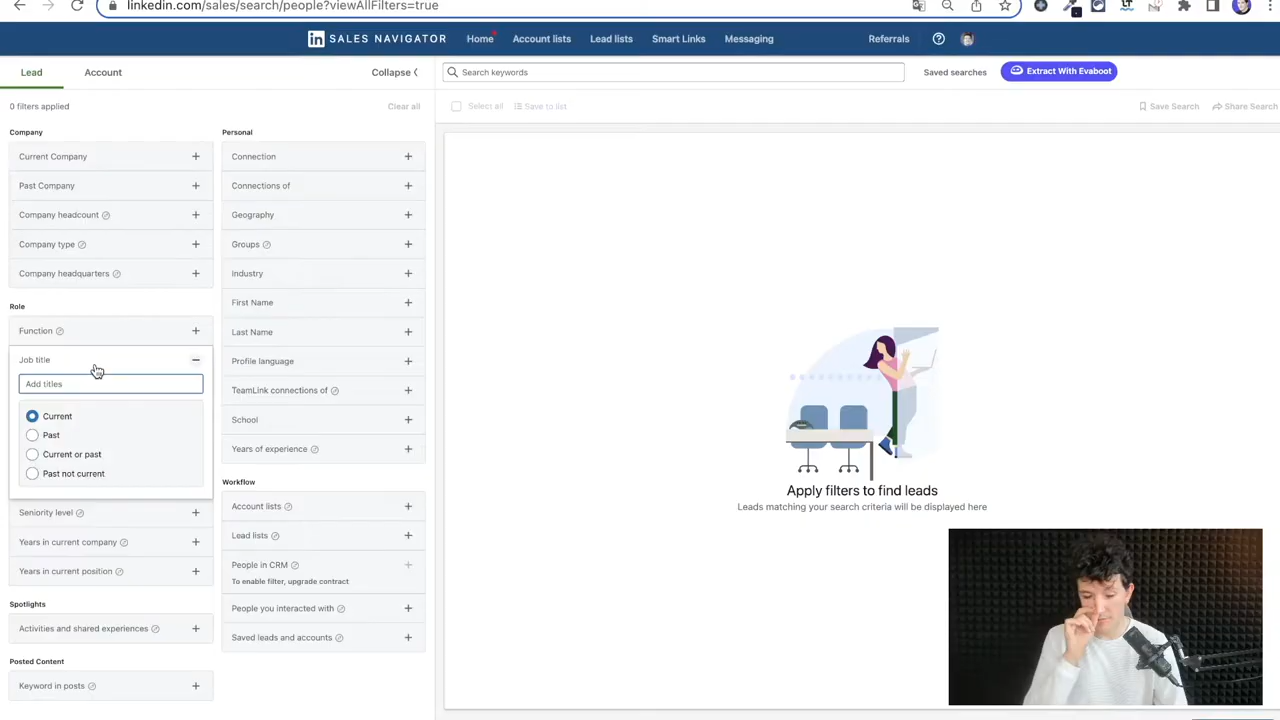 linkedin.com/sales/search/people?viewAllFilters=true
in SALES NAVIGATOR
Home
Account lists
Lead lists
Smart Links
Messaging
Referrals
Lead
Account
Collapse
Search keywords
Saved searches
Extract With Evaboot
0 filters applied
Clear all
Select all
Save to list
Save Search
Share Search
Company
Current Company
Past Company
Company headcount
Company type
Company headquarters
Role
Function
Job title
Add titles
Current
Past
Current or past
Past not current
Seniority level
Years in current company
Years in current position
Spotlights
Activities and shared experiences
Posted Content
Keyword in posts
Personal
Connection
Connections of
Geography
Groups
Industry
First Name
Last Name
Profile language
TeamLink connections of
School
Years of experience
Workflow
Account lists
Lead lists
People in CRM
To enable filter, upgrade contract
People you interacted with
Saved leads and accounts
Apply filters to find leads
Leads matching your search criteria will be displayed here